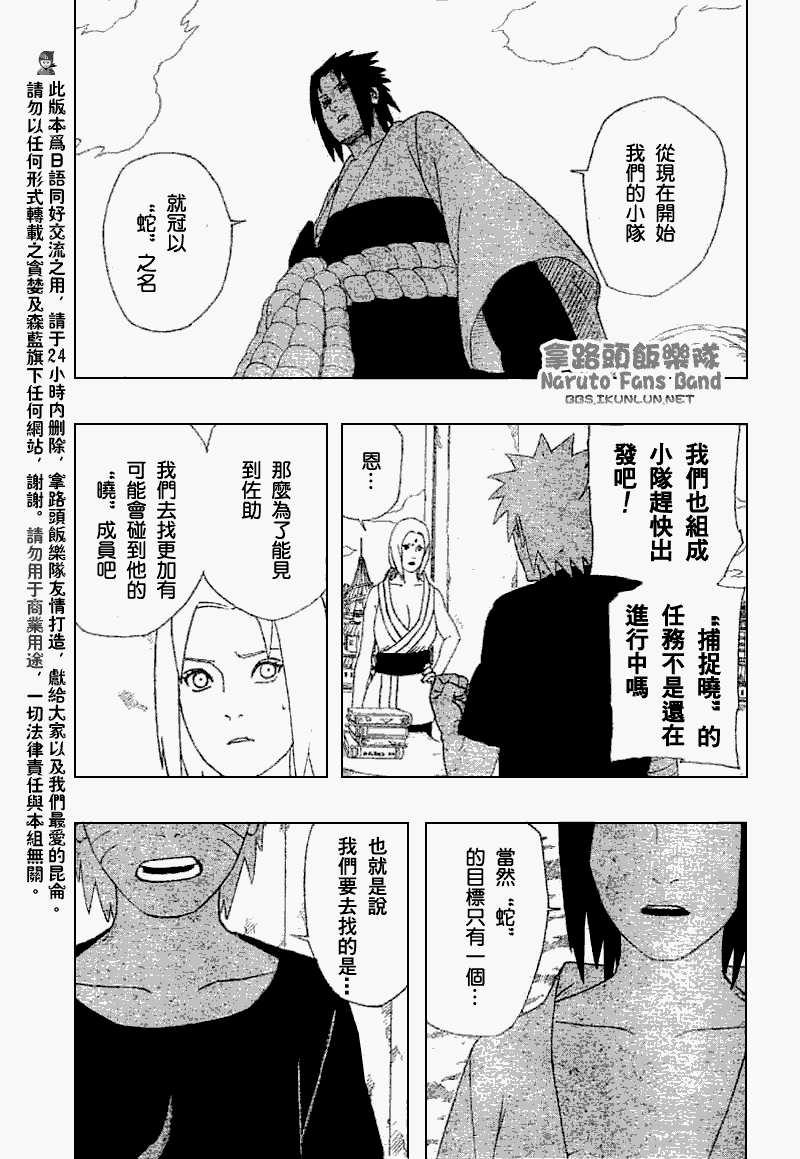 從現在開始
我們的小隊
就冠以
“蛇”之名
拿路頭飯樂隊
Naruto Fans Band
BBS.IKUNLUN.NET
我們也組成
小隊趕快出
發吧！
“捕捉曉”的
任務不是還在
進行中嗎
恩…
那麼為了能見
到佐助
我們去找更加有
可能會碰到他的
“曉”成員吧
當然“蛇”
的目標只有一個…
也就是說
我們要去找的是…
此版本爲日語同好交流之用，請于24小時內刪除，拿路頭飯樂隊友情打造，獻給大家以及我們最愛的昆侖。
請勿以任何形式轉載之貪婪及森藍旗下任何網站，謝謝。請勿用于商業用途，一切法律責任與本組無關。